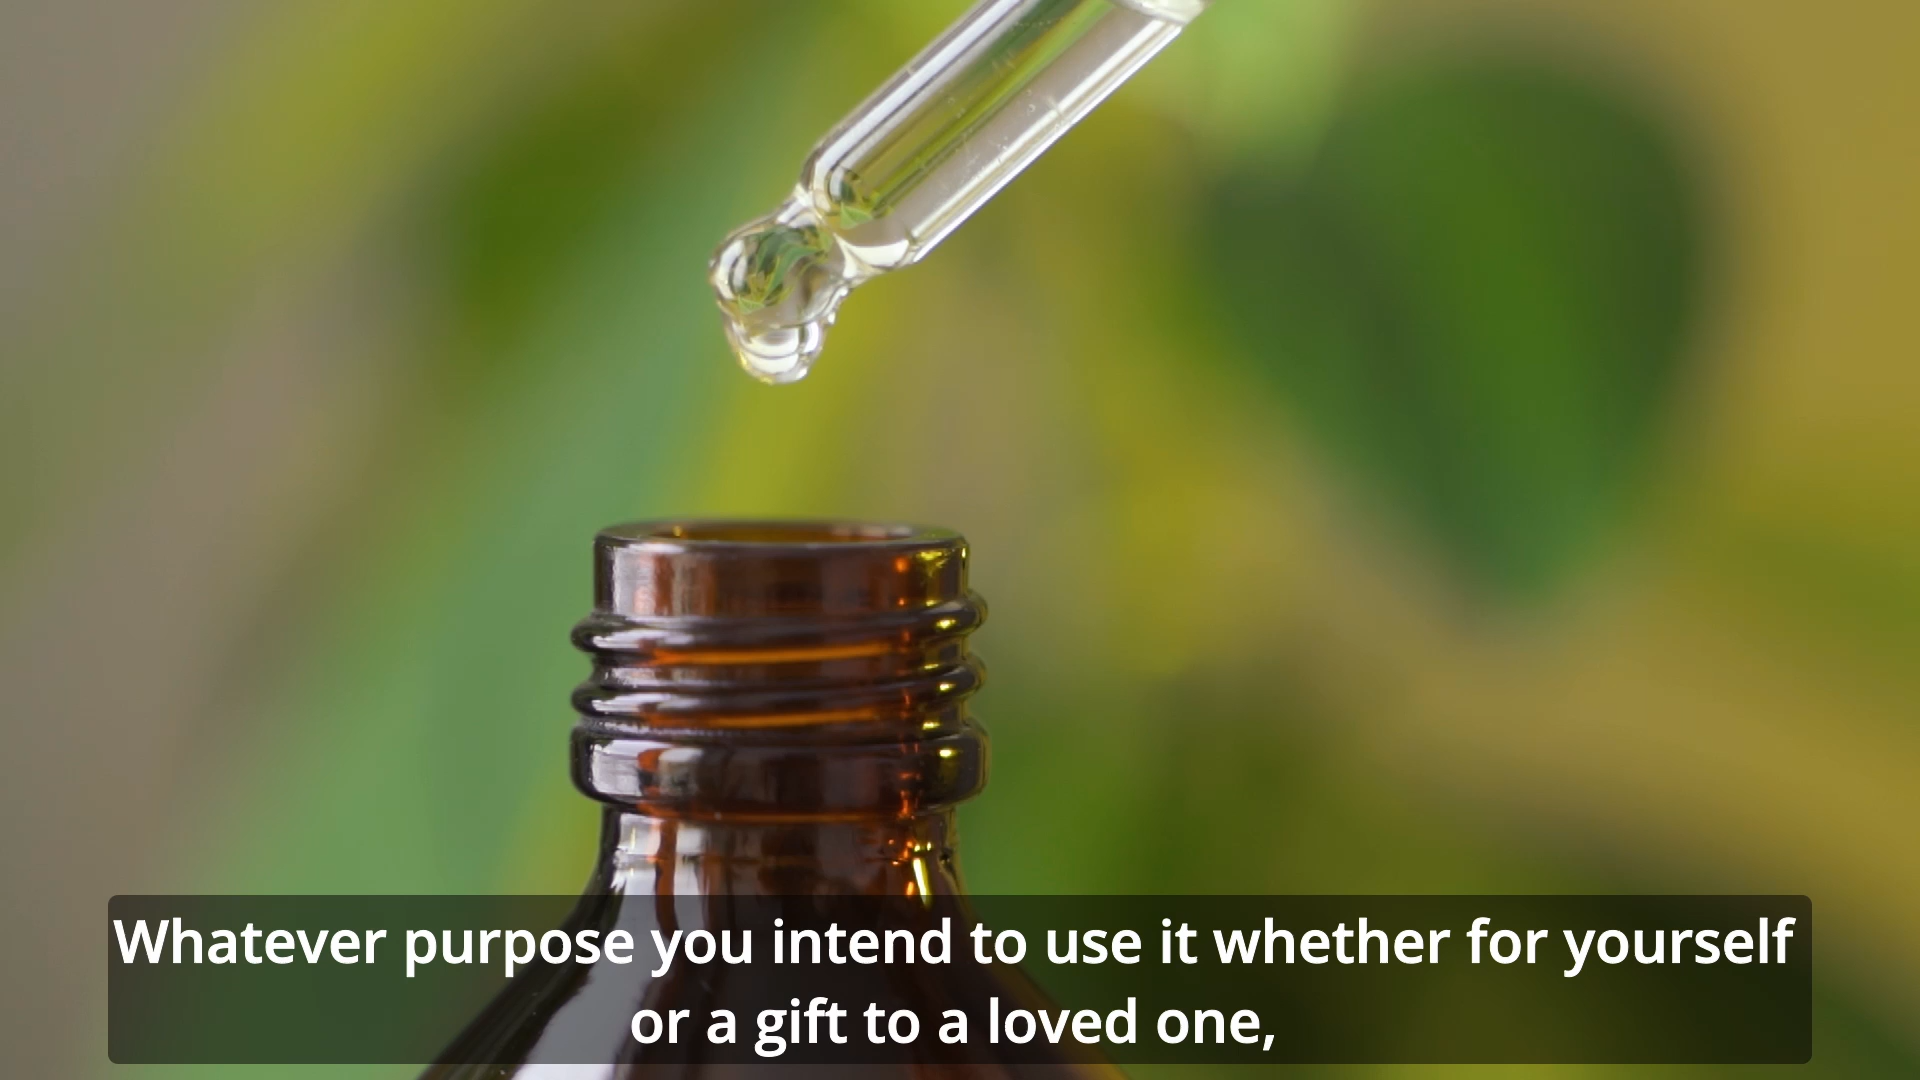 Whatever purpose you intend to use it whether for yourself
or a gift to a loved one,